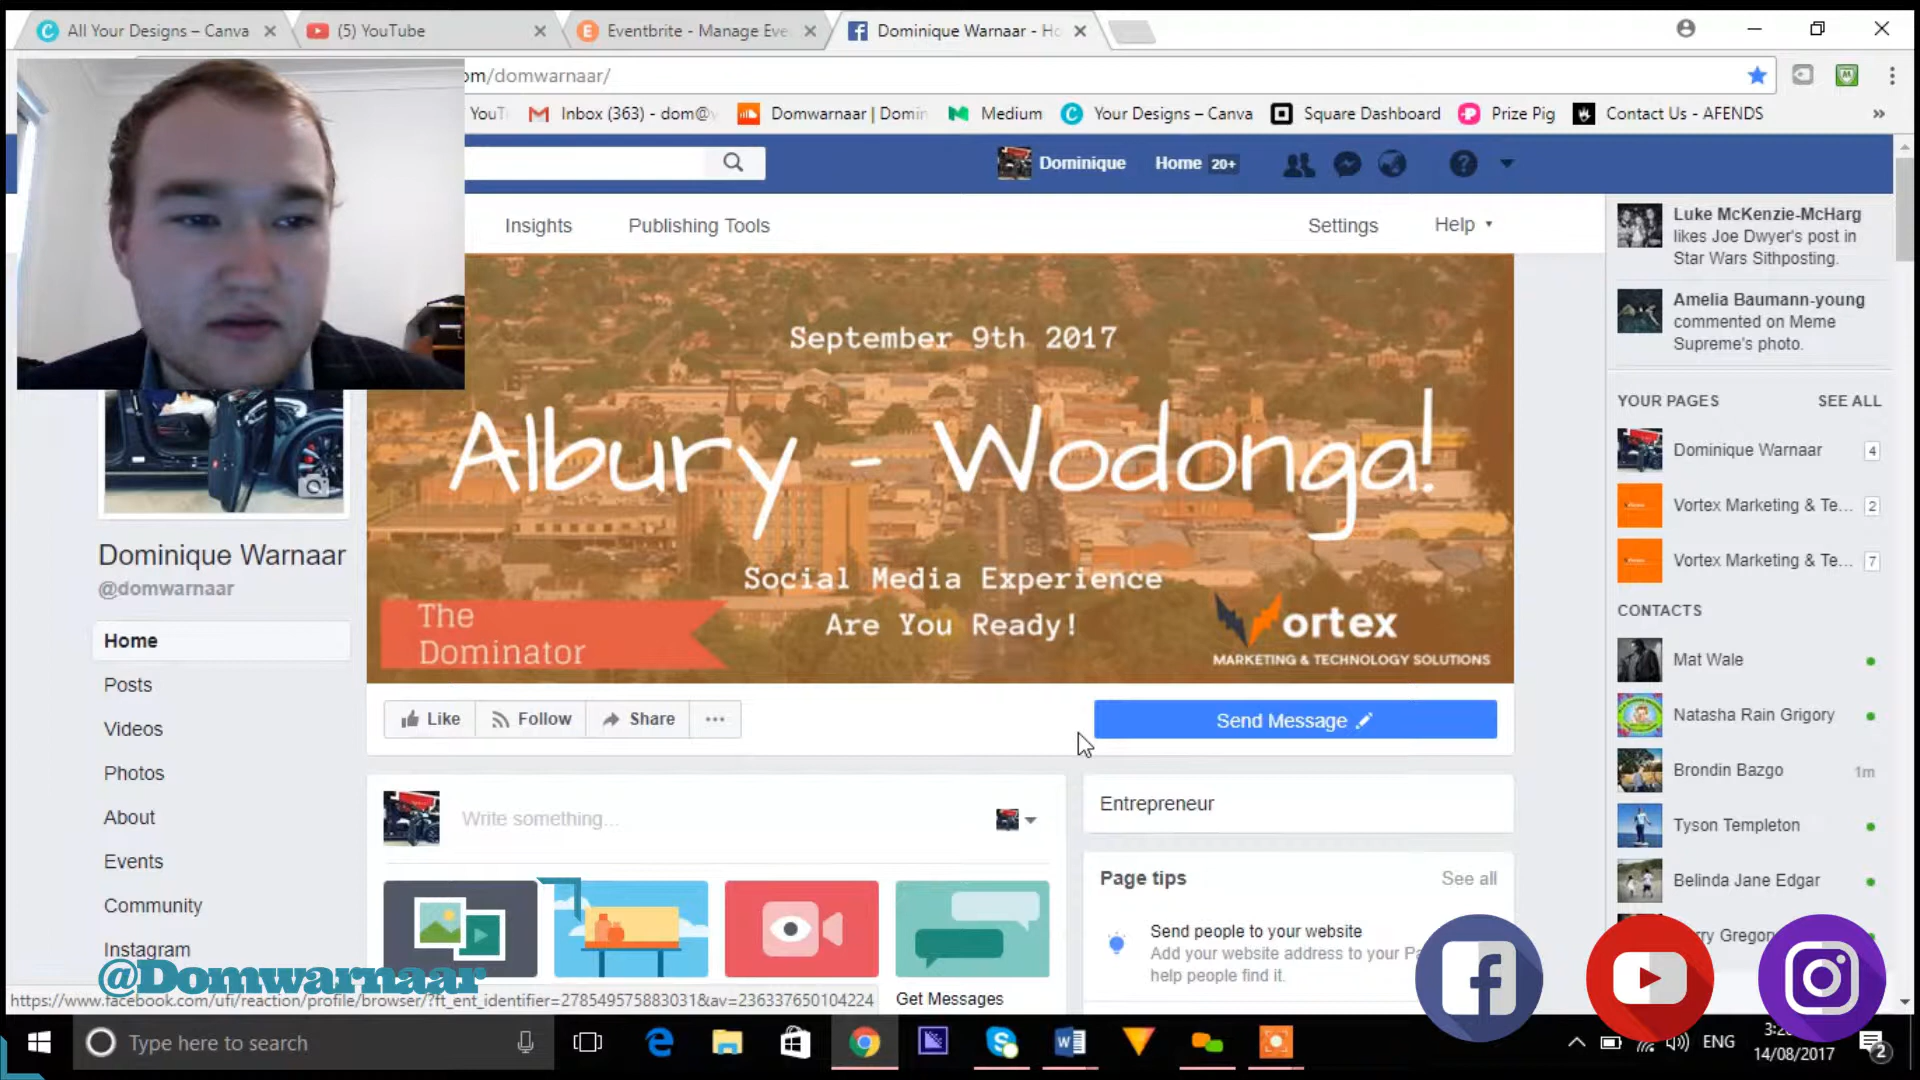 All Your Designs – Canva
(5) YouTube
Eventbrite - Manage Eve
Dominique Warnaar - Ho
om/domwarnaar/
YouT
Inbox (363) - dom@v
Domwarnaar | Domin
Medium
Your Designs – Canva
Square Dashboard
Prize Pig
Contact Us - AFENDS
»
Dominique
Home 20+
Insights
Publishing Tools
Settings
Help
September 9th 2017
Albury - Wodonga!
Social Media Experience
Are You Ready!
The
Dominator
Vortex
MARKETING & TECHNOLOGY SOLUTIONS
Dominique Warnaar
@domwarnaar
Home
Posts
Videos
Photos
About
Events
Community
Instagram
@Domwarnaar
Like
Follow
Share
...
Send Message
Write something...
Get Messages
Entrepreneur
Page tips
See all
Send people to your website
Add your website address to your Pa
help people find it.
Luke McKenzie-McHarg
likes Joe Dwyer's post in
Star Wars Sithposting.
Amelia Baumann-young
commented on Meme
Supreme's photo.
YOUR PAGES
SEE ALL
Dominique Warnaar 4
Vortex Marketing & Te... 2
Vortex Marketing & Te... 7
CONTACTS
Mat Wale
Natasha Rain Grigory
Brondin Bazgo 1m
Tyson Templeton
Belinda Jane Edgar
rry Gregor
https://www.facebook.com/ufi/reaction/profile/browser/?ft_ent_identifier=278549575883031&av=236337650104224
Type here to search
ENG
14/08/2017
2